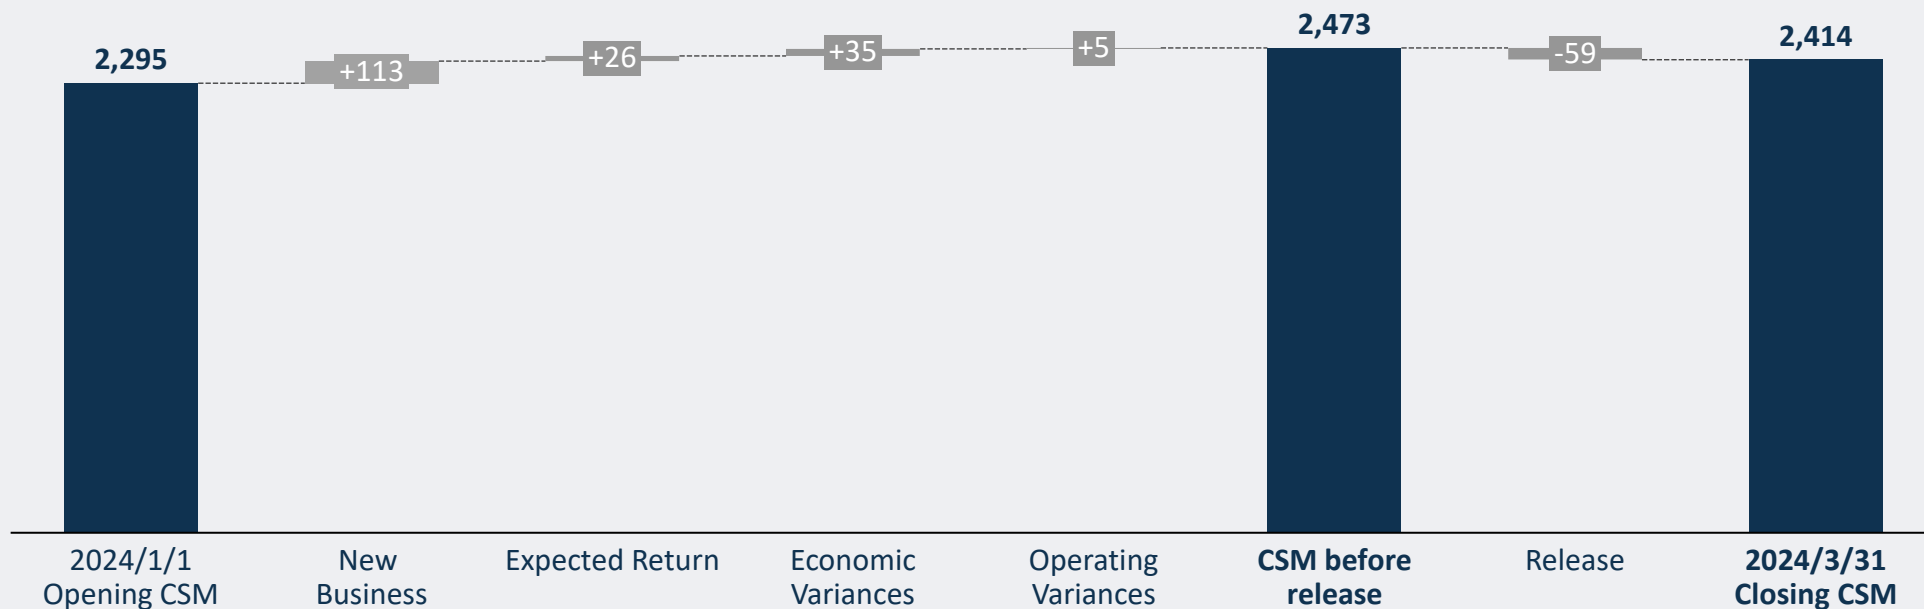 2,295
+113
+26
+35
+5
2,473
-59
2,414
2024/1/1
Opening CSM
New
Business
Expected Return
Economic
Variances
Operating
Variances
CSM before
release
Release
2024/3/31
Closing CSM